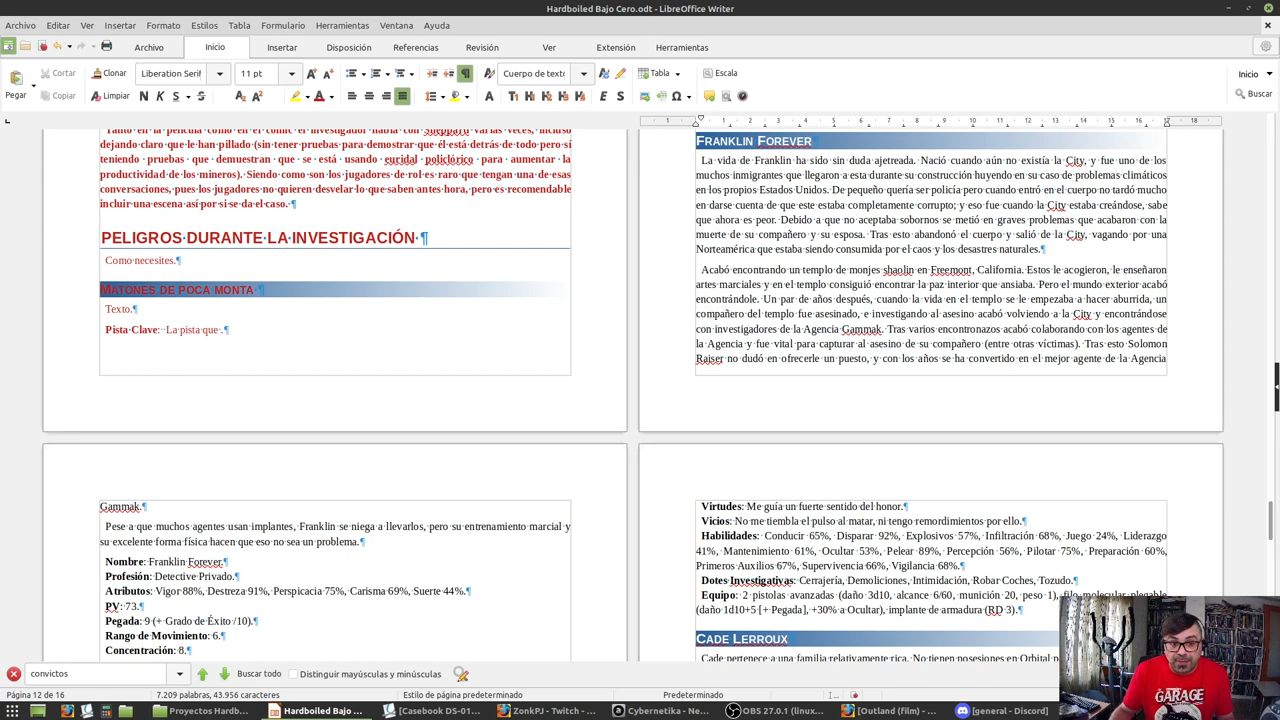 Hardboiled Bajo Cero.odt - LibreOffice Writer
Archivo Editar Ver Insertar Formato Estilos Tabla Formulario Herramientas Ventana Ayuda
Archivo Inicio Insertar Disposición Referencias Revisión Ver Extensión Herramientas
Pegar Cortar Clonar Liberation Serif 11 pt Cuerpo de texto Tabla Escala Inicio
Copiar Limpiar Buscar
Tanto en la película como en el cómic el investigador habla con Shepparu varias veces, incluso
dejando claro que le han pillado (sin tener pruebas para demostrar que él está detrás de todo pero sí
teniendo pruebas que demuestran que se está usando euridal policlórico para aumentar la
productividad de los mineros). Siendo como son los jugadores de rol es raro que tengan una de esas
conversaciones, pues los jugadores no quieren desvelar lo que saben antes hora, pero es recomendable
incluir una escena así por si se da el caso. ¶
PELIGROS DURANTE LA INVESTIGACIÓN ¶
Como necesites.¶
MATONES DE POCA MONTA ¶
Texto.¶
Pista Clave: La pista que .¶
FRANKLIN FOREVER¶
La vida de Franklin ha sido sin duda ajetreada. Nació cuando aún no existía la City, y fue uno de los
muchos inmigrantes que llegaron a esta durante su construcción huyendo en su caso de problemas climáticos
en los propios Estados Unidos. De pequeño quería ser policía pero cuando entró en el cuerpo no tardó mucho
en darse cuenta de que este estaba completamente corrupto; y eso fue cuando la City estaba creándose, sabe
que ahora es peor. Debido a que no aceptaba sobornos se metió en graves problemas que acabaron con la
muerte de su compañero y su esposa. Tras esto abandonó el cuerpo y salió de la City, vagando por una
Norteamérica que estaba siendo consumida por el caos y los desastres naturales.¶
Acabó encontrando un templo de monjes shaolin en Freemont, California. Estos le acogieron, le enseñaron
artes marciales y en el templo consiguió encontrar la paz interior que ansiaba. Pero el mundo exterior acabó
encontrándole. Un par de años después, cuando la vida en el templo se le empezaba a hacer aburrida, un
compañero del templo fue asesinado, e investigando al asesino acabó volviendo a la City y encontrándose
con investigadores de la Agencia Gammak. Tras varios encontronazos acabó colaborando con los agentes de
la Agencia y fue vital para capturar al asesino de su compañero (entre otras víctimas). Tras esto Solomon
Raiser no dudó en ofrecerle un puesto, y con los años se ha convertido en el mejor agente de la Agencia
Gammak.¶
Pese a que muchos agentes usan implantes, Franklin se niega a llevarlos, pero su entrenamiento marcial y
su excelente forma física hacen que eso no sea un problema.¶
Nombre: Franklin Forever.¶
Profesión: Detective Privado.¶
Atributos: Vigor 88%, Destreza 91%, Perspicacia 75%, Carisma 69%, Suerte 44%.¶
PV: 73.¶
Pegada: 9 (+ Grado de Éxito /10).¶
Rango de Movimiento: 6.¶
Concentración: 8.¶
Virtudes: Me guía un fuerte sentido del honor.¶
Vicios: No me tiembla el pulso al matar, ni tengo remordimientos por ello.¶
Habilidades: Conducir 65%, Disparar 92%, Explosivos 57%, Infiltración 68%, Juego 24%, Liderazgo
41%, Mantenimiento 61%, Ocultar 53%, Pelear 89%, Percepción 56%, Pilotar 75%, Preparación 60%,
Primeros Auxilios 67%, Supervivencia 66%, Vigilancia 68%.¶
Dotes Investigativas: Cerrajería, Demoliciones, Intimidación, Robar Coches, Tozudo.¶
Equipo: 2 pistolas avanzadas (daño 3d10, alcance 6/60, munición 20, peso 1), filo molecular plegable
(daño 1d10+5 [+ Pegada], +30% a Ocultar), implante de armadura (RD 3).¶
CADE LERROUX
Cade pertenece a una familia relativamente rica. No tienen posesiones en Orbital
GARAGE
convictos Buscar todo Distinguir mayúsculas y minúsculas
Página 12 de 16 7.209 palabras, 43.956 caracteres Estilo de página predeterminado Predeterminado
Proyectos Hardb... Hardboiled Bajo ... [Casebook DS-01... ZonkPJ - Twitch - ... Cybernetika - Ne... OBS 27.0.1 (linux... [Outland (film) - ... [general - Discord]